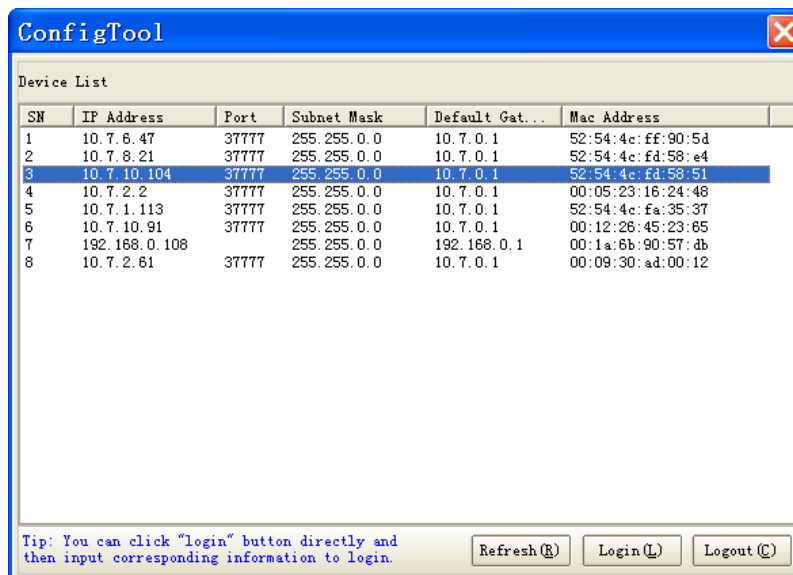 ConfigTool
Device List
SN IP Address Port Subnet Mask Default Gat... Mac Address
1 10.7.6.47 37777 255.255.0.0 10.7.0.1 52:54:4c:ff:90:5d
2 10.7.8.21 37777 255.255.0.0 10.7.0.1 52:54:4c:fd:58:e4
3 10.7.10.104 37777 255.255.0.0 10.7.0.1 52:54:4c:fd:58:51
4 10.7.2.2 37777 255.255.0.0 10.7.0.1 00:05:23:16:24:48
5 10.7.1.113 37777 255.255.0.0 10.7.0.1 52:54:4c:fa:35:37
6 10.7.10.91 37777 255.255.0.0 10.7.0.1 00:12:26:45:23:65
7 192.168.0.108 255.255.0.0 192.168.0.1 00:1a:6b:90:57:db
8 10.7.2.61 37777 255.255.0.0 10.7.0.1 00:09:30:ad:00:12
Tip: You can click "login" button directly and
then input corresponding information to login.
Refresh(R) Login(L) Logout(C)